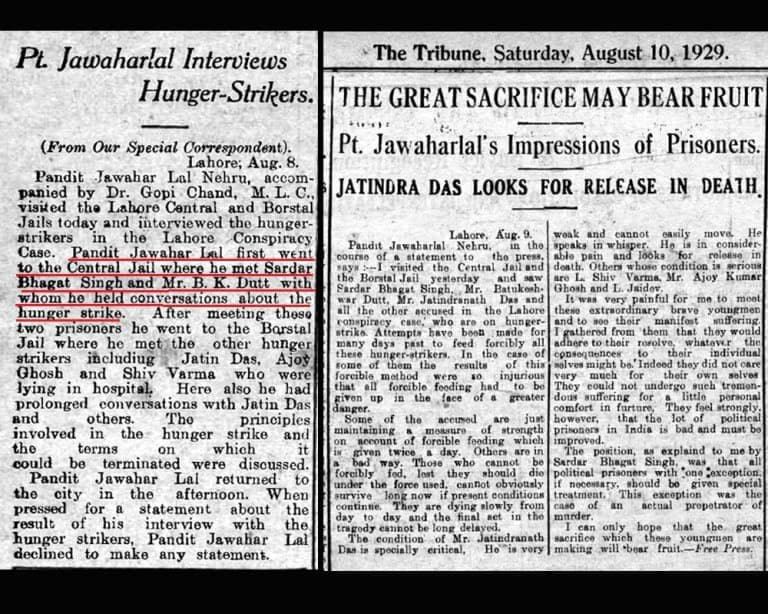 Pt. Jawaharlal Interviews
Hunger-Strikers.
(From Our Special Correspondent).
Lahore, Aug. 8.
Pandit Jawahar Lal Nehru, accom-
panied by Dr. Gopi Chand, M. L. C.,
visited the Lahore Central and Borstal
Jails today and interviewed the hunger-
strikers in the Lahore Conspiracy
Case. Pandit Jawahar Lal first went
to the Central Jail where he met Sardar
Bhagat Singh and Mr. B. K. Dutt with
whom he held conversations about the
hunger strike. After meeting these
two prisoners he went to the Borstal
Jail where he met the other hunger
strikers including Jatin Das, Ajoy
Ghosh and Shiv Varma who were
lying in hospital. Here also he had
prolonged conversations with Jatin Das
and others. The principles
involved in the hunger strike and
the terms on which it
could be terminated were discussed.
Pandit Jawahar Lal returned to
the city in the afternoon. When
pressed for a statement about the
result of his interview with the
hunger strikers, Pandit Jawahar Lal
declined to make any statement.
The Tribune, Saturday, August 10, 1929.
THE GREAT SACRIFICE MAY BEAR FRUIT
Pt. Jawaharlal's Impressions of Prisoners.
JATINDRA DAS LOOKS FOR RELEASE IN DEATH.
Lahore, Aug. 9.
Pandit Jawaharlal Nehru, in the
course of a statement to the press,
says :—I visited the Central Jail and
the Borstal Jail yesterday and saw
Sardar Bhagat Singh, Mr. Batukesh-
war Dutt, Mr. Jatindranath Das and
all the other accused in the Lahore
conspiracy case, who are on hunger-
strike. Attempts have been made for
many days past to feed forcibly all
these hunger-strikers. In the case of
some of them the results of this
forcible method were so injurious
that all forcible feeding had to be
given up in the face of a greater
danger.
Some of the accused are just
maintaining a measure of strength
on account of forcible feeding which
is given twice a day. Others are in
a bad way. Those who cannot be
forcibly fed, lest they should die
under the force used, cannot obviously
survive long now if present conditions
continue. They are dying slowly from
day to day and the final act in the
tragedy cannot be long delayed.
The condition of Mr. Jatindranath
Das is specially critical. He is very
weak and cannot easily move. He
speaks in whisper. He is in consider-
able pain and looks for release in
death. Others whose condition is serious
are L. Shiv Varma, Mr. Ajoy Kumar
Ghosh and L. Jaidev.
It was very painful for me to meet
these extraordinary brave youngmen
and to see their manifest suffering.
I gathered from them that they would
adhere to their resolve, whatever the
consequences to their individual
selves might be. Indeed they did not care
very much for their own selves
They could not undergo such tremen-
dous suffering for a little personal
comfort in furture, They feel strongly,
however, that the lot of political
prisoners in India is bad and must be
improved.
The position, as explaind to me by
Sardar Bhagat Singh, was that all
political prisoners with one exception,
if necessary, should be given special
treatment. This exception was the
case of an actual propetrator of
murder.
I can only hope that the great
sacrifice which these youngmen are
making will bear fruit.—Free Press.